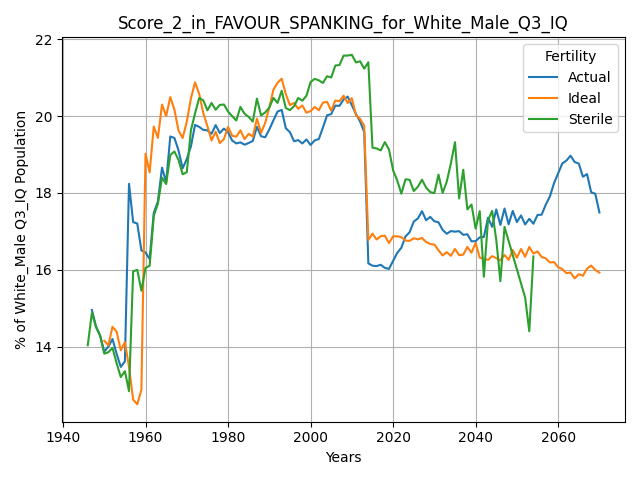 Score_2_in_FAVOUR_SPANKING_for_White_Male_Q3_IQ
% of White_Male Q3_IQ Population
22
20
18
16
14
Fertility
Actual
Ideal
Sterile
1940 1960 1980 2000 2020 2040 2060
Years